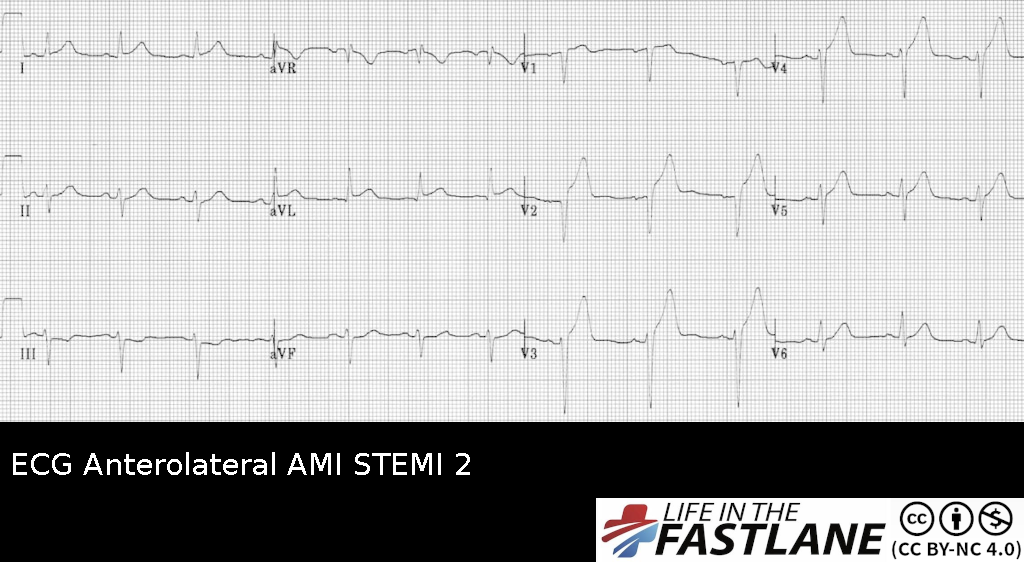 I aVR V1 V4
II aVL V2 V5
III aVF V3 V6
ECG Anterolateral AMI STEMI 2
LIFE IN THE
FASTLANE
cc $
(CC BY-NC 4.0)